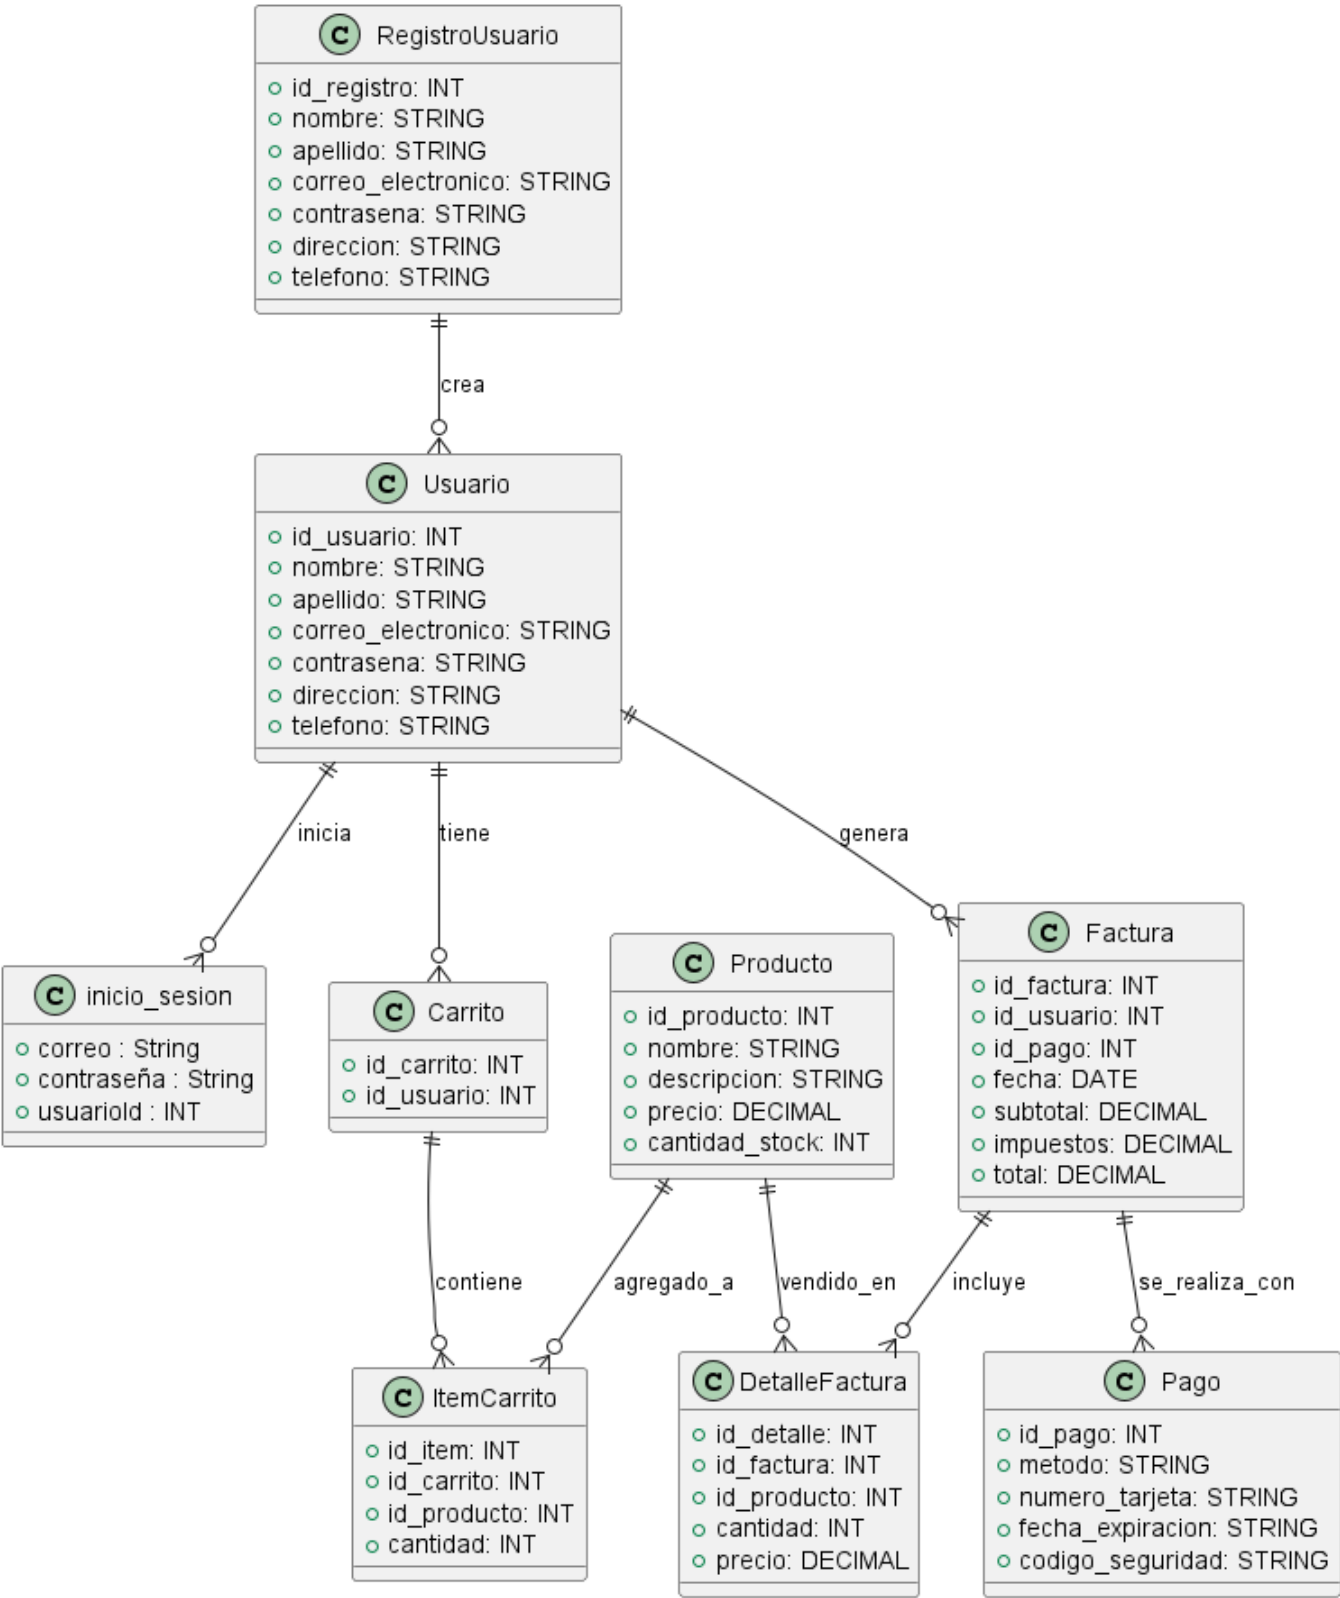 C RegistroUsuario
id_registro: INT
nombre: STRING
apellido: STRING
correo_electronico: STRING
contrasena: STRING
direccion: STRING
telefono: STRING
crea
C Usuario
id_usuario: INT
nombre: STRING
apellido: STRING
correo_electronico: STRING
contrasena: STRING
direccion: STRING
telefono: STRING
inicia
tiene
genera
C inicio_sesion
correo : String
contraseña : String
usuarioId : INT
C Carrito
id_carrito: INT
id_usuario: INT
C Producto
id_producto: INT
nombre: STRING
descripcion: STRING
precio: DECIMAL
cantidad_stock: INT
C Factura
id_factura: INT
id_usuario: INT
id_pago: INT
fecha: DATE
subtotal: DECIMAL
impuestos: DECIMAL
total: DECIMAL
contiene
agregado_a
vendido_en
incluye
se_realiza_con
C ItemCarrito
id_item: INT
id_carrito: INT
id_producto: INT
cantidad: INT
C DetalleFactura
id_detalle: INT
id_factura: INT
id_producto: INT
cantidad: INT
precio: DECIMAL
C Pago
id_pago: INT
metodo: STRING
numero_tarjeta: STRING
fecha_expiracion: STRING
codigo_seguridad: STRING